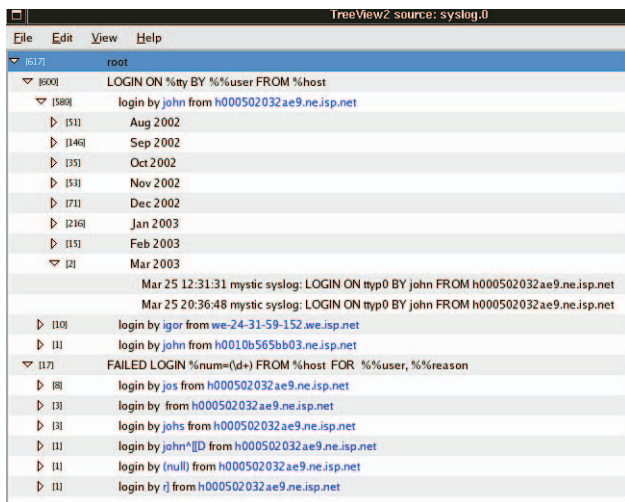 TreeView2 source: syslog.0
File Edit View Help
[617] root
[600] LOGIN ON %tty BY %%user FROM %host
[589] login by john from h000502032ae9.ne.isp.net
[51] Aug 2002
[146] Sep 2002
[35] Oct 2002
[53] Nov 2002
[71] Dec 2002
[216] Jan 2003
[15] Feb 2003
[2] Mar 2003
Mar 25 12:31:31 mystic syslog: LOGIN ON ttyp0 BY john FROM h000502032ae9.ne.isp.net
Mar 25 20:36:48 mystic syslog: LOGIN ON ttyp0 BY john FROM h000502032ae9.ne.isp.net
[10] login by igor from we-24-31-59-152.we.isp.net
[1] login by john from h0010b565bb03.ne.isp.net
[17] FAILED LOGIN %num=(\d+) FROM %host FOR %%user, %%reason
[8] login by jos from h000502032ae9.ne.isp.net
[3] login by from h000502032ae9.ne.isp.net
[3] login by johs from h000502032ae9.ne.isp.net
[1] login by john^[[D from h000502032ae9.ne.isp.net
[1] login by (null) from h000502032ae9.ne.isp.net
[1] login by r] from h000502032ae9.ne.isp.net